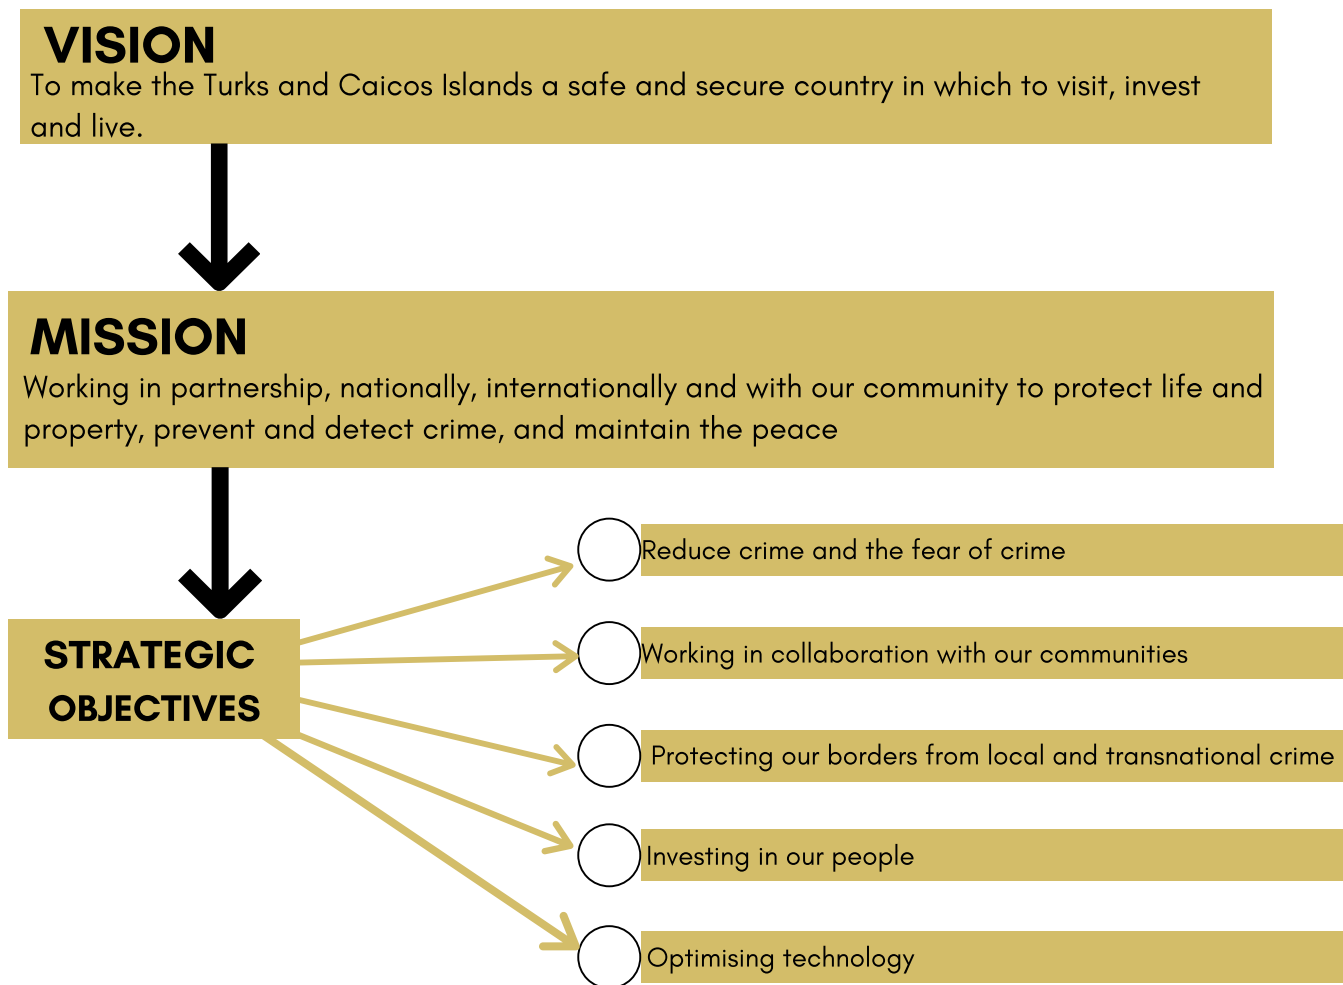 VISION
To make the Turks and Caicos Islands a safe and secure country in which to visit, invest
and live.
MISSION
Working in partnership, nationally, internationally and with our community to protect life and
property, prevent and detect crime, and maintain the peace
STRATEGIC
OBJECTIVES
Reduce crime and the fear of crime
Working in collaboration with our communities
Protecting our borders from local and transnational crime
Investing in our people
Optimising technology